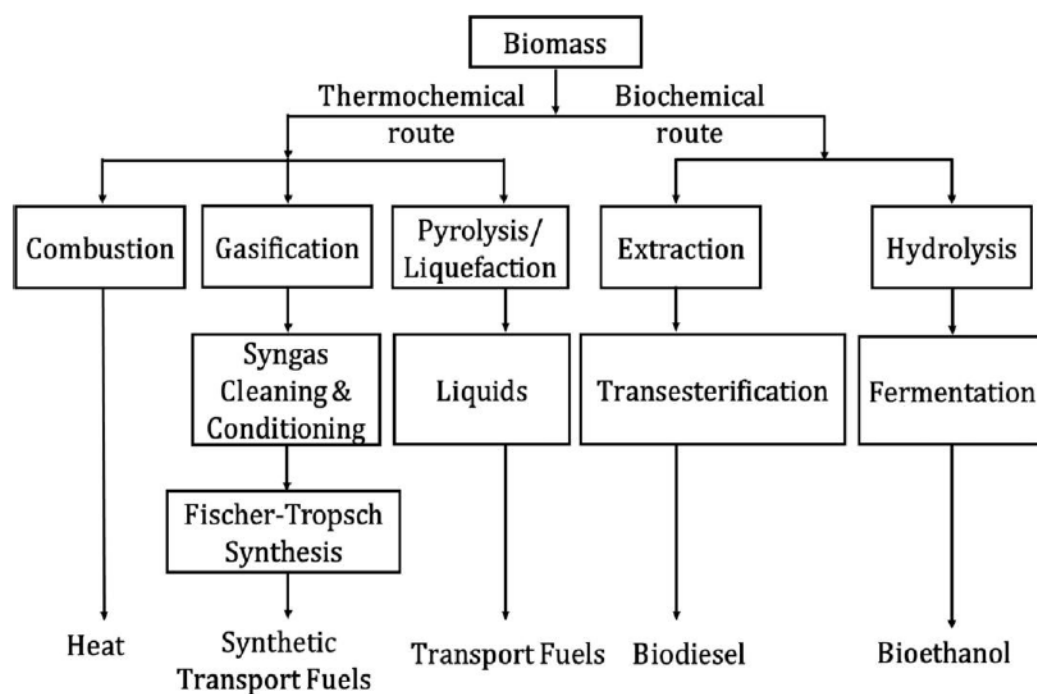 Biomass
Thermochemical
route
Biochemical
route
Combustion
Gasification
Pyrolysis/
Liquefaction
Extraction
Hydrolysis
Syngas
Cleaning &
Conditioning
Liquids
Transesterification
Fermentation
Fischer-Tropsch
Synthesis
Heat
Synthetic
Transport Fuels
Transport Fuels
Biodiesel
Bioethanol